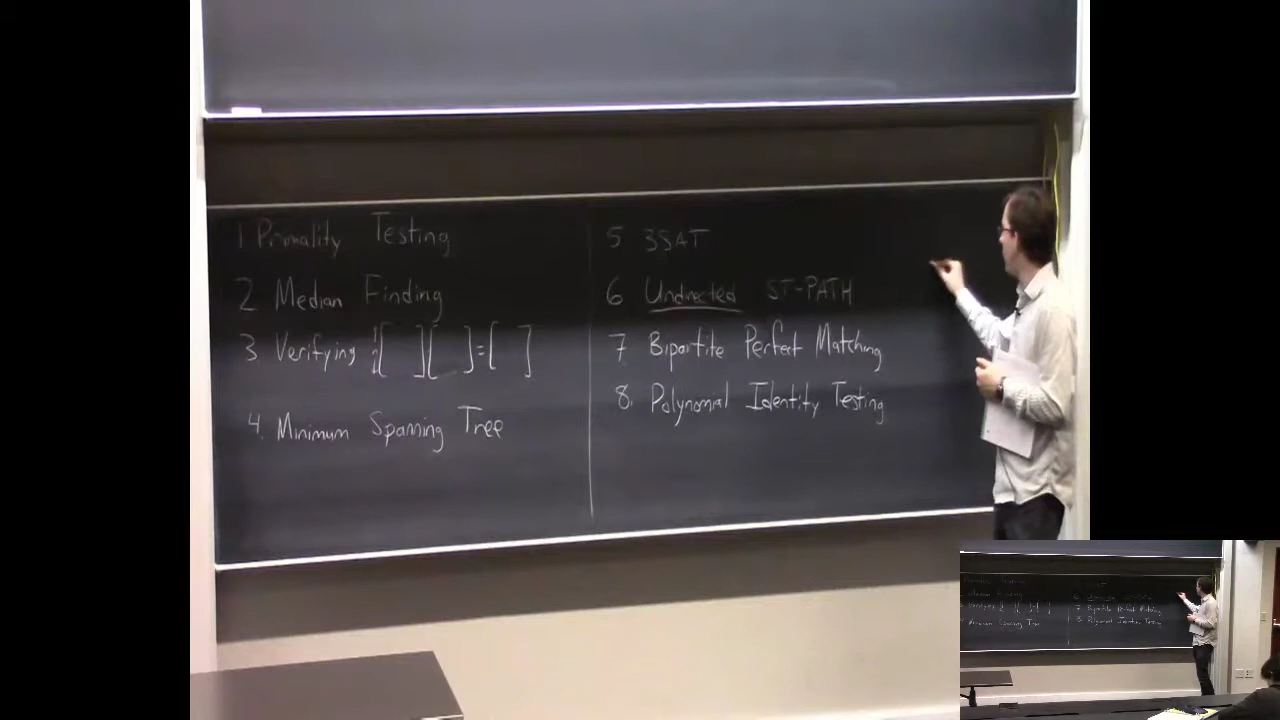 1 Primality Testing
2 Median Finding
3 Verifying n[ ][ ]=[ ]
4. Minimum Spanning Tree
5 3SAT
6 Undirected ST-PATH
7 Bipartite Perfect Matching
8. Polynomial Identity Testing